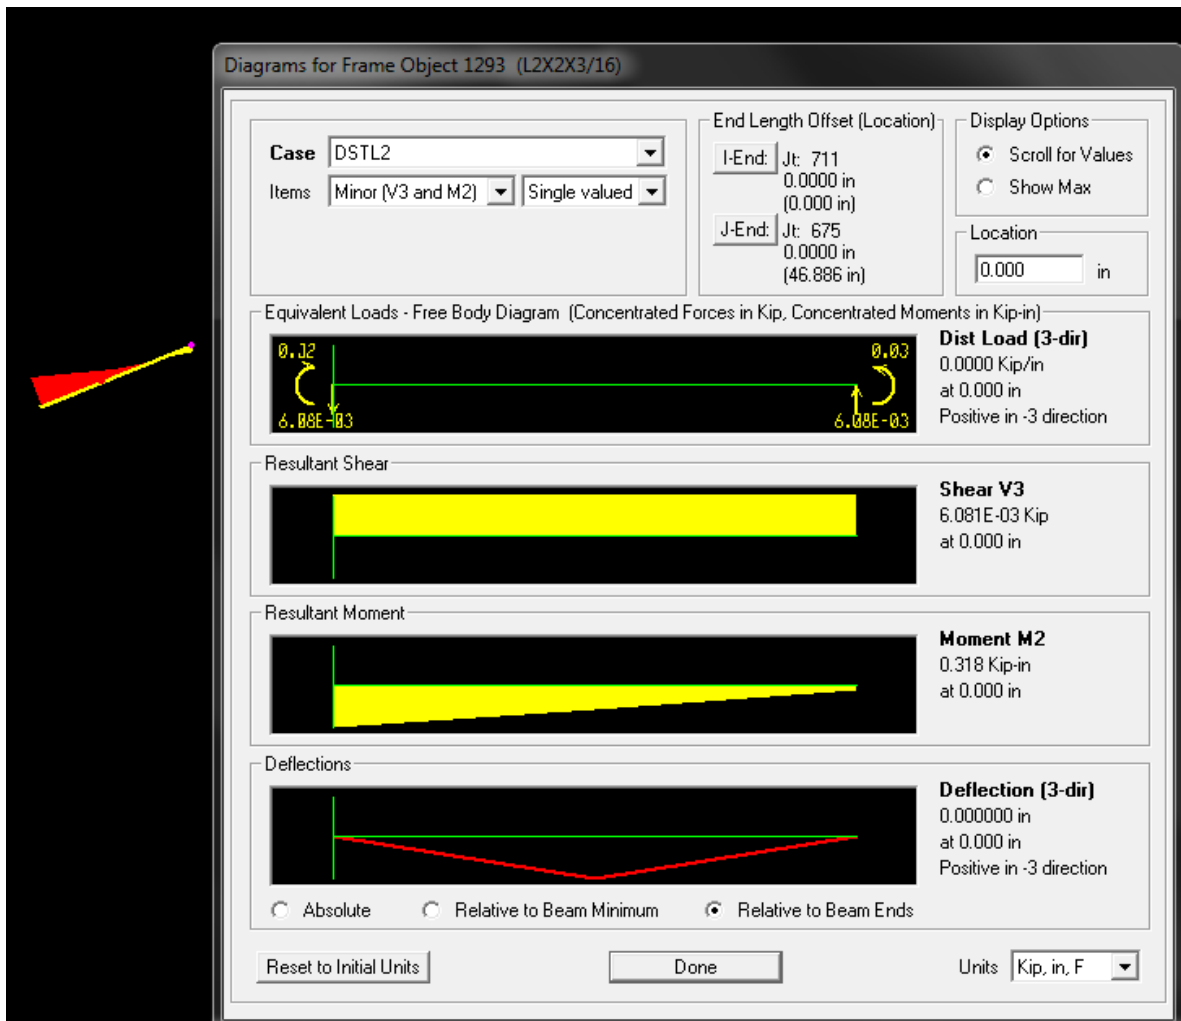 Diagrams for Frame Object 1293 (L2X2X3/16)
Case DSTL2
Items Minor (V3 and M2) Single valued
End Length Offset (Location)
I-End: Jt: 711
0.0000 in
(0.000 in)
J-End: Jt: 675
0.0000 in
(46.886 in)
Display Options
Scroll for Values
Show Max
Location
0.000 in
Equivalent Loads - Free Body Diagram (Concentrated Forces in Kip, Concentrated Moments in Kip-in)
0.32 0.03
6.08E-03 6.08E-03
Dist Load (3-dir)
0.0000 Kip/in
at 0.000 in
Positive in -3 direction
Resultant Shear
Shear V3
6.081E-03 Kip
at 0.000 in
Resultant Moment
Moment M2
0.318 Kip-in
at 0.000 in
Deflections
Deflection (3-dir)
0.000000 in
at 0.000 in
Positive in -3 direction
Absolute Relative to Beam Minimum Relative to Beam Ends
Reset to Initial Units Done Units Kip, in, F